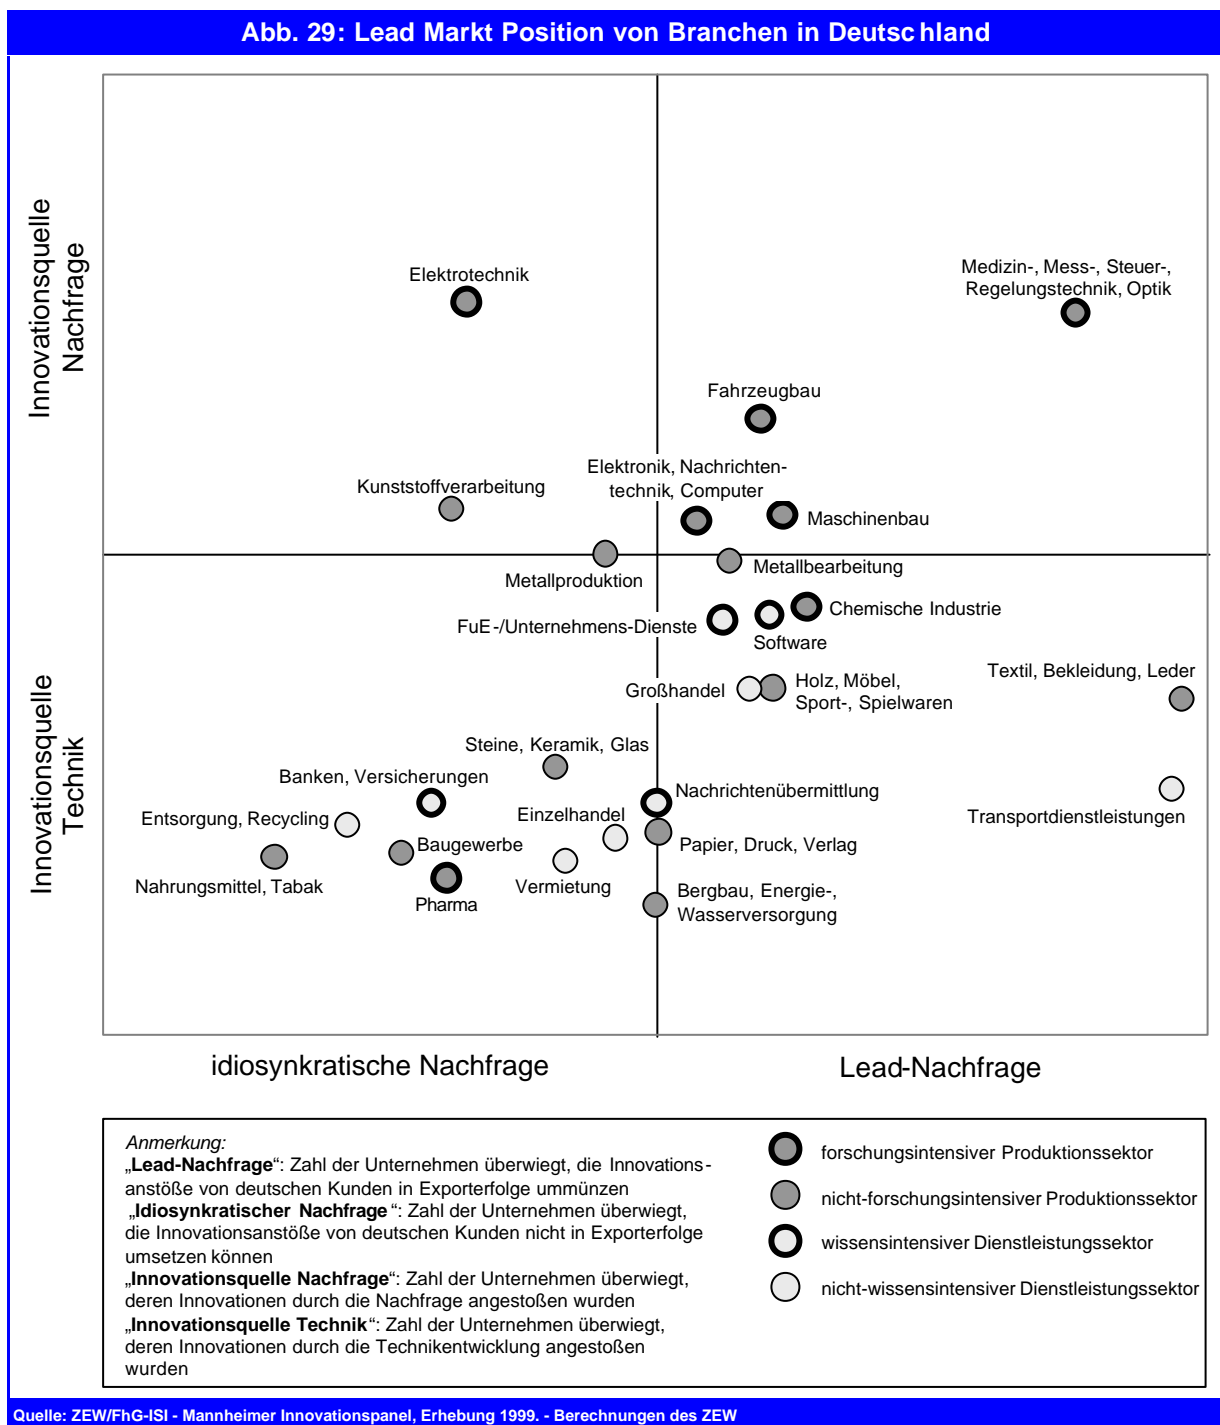 Abb. 29: Lead Markt Position von Branchen in Deutschland
Innovationsquelle
Nachfrage
Innovationsquelle
Technik
Elektrotechnik
Medizin-, Mess-, Steuer-,
Regelungstechnik, Optik
Fahrzeugbau
Elektronik, Nachrichten-
technik, Computer
Kunststoffverarbeitung
Maschinenbau
Metallproduktion
Metallbearbeitung
Chemische Industrie
FuE-/Unternehmens-Dienste
Software
Textil, Bekleidung, Leder
Großhandel
Holz, Möbel,
Sport-, Spielwaren
Steine, Keramik, Glas
Banken, Versicherungen
Nachrichtenübermittlung
Transportdienstleistungen
Entsorgung, Recycling
Einzelhandel
Baugewerbe
Papier, Druck, Verlag
Nahrungsmittel, Tabak
Vermietung
Pharma
Bergbau, Energie-,
Wasserversorgung
idiosynkratische Nachfrage
Lead-Nachfrage
Anmerkung:
„Lead-Nachfrage“: Zahl der Unternehmen überwiegt, die Innovations-
anstöße von deutschen Kunden in Exporterfolge ummünzen
„Idiosynkratischer Nachfrage“: Zahl der Unternehmen überwiegt,
die Innovationsanstöße von deutschen Kunden nicht in Exporterfolge
umsetzen können
„Innovationsquelle Nachfrage“: Zahl der Unternehmen überwiegt,
deren Innovationen durch die Nachfrage angestoßen wurden
„Innovationsquelle Technik“: Zahl der Unternehmen überwiegt,
deren Innovationen durch die Technikentwicklung angestoßen
wurden
forschungsintensiver Produktionssektor
nicht-forschungsintensiver Produktionssektor
wissensintensiver Dienstleistungssektor
nicht-wissensintensiver Dienstleistungssektor
Quelle: ZEW/FhG-ISI - Mannheimer Innovationspanel, Erhebung 1999. - Berechnungen des ZEW